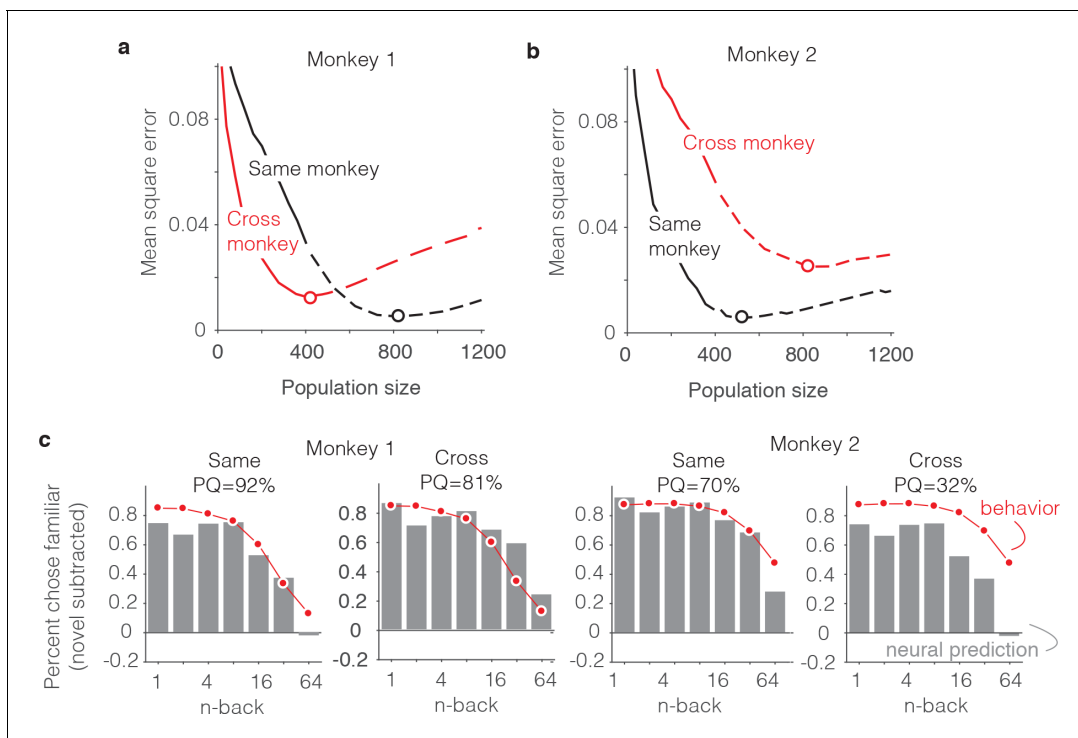 a
Monkey 1
Mean square error
0.08
0.04
0
Same monkey
Cross
monkey
0
400
800
1200
Population size
b
Monkey 2
Mean square error
0.08
0.04
0
Cross monkey
Same
monkey
0
400
800
1200
Population size
c
Monkey 1
Monkey 2
Percent chose familiar
(novel subtracted)
Same
PQ=92%
0.8
0.6
0.4
0.2
0
-0.2
1
4
16
64
n-back
Cross
PQ=81%
0.8
0.6
0.4
0.2
0
-0.2
1
4
16
64
n-back
Same
PQ=70%
0.8
0.6
0.4
0.2
0
-0.2
1
4
16
64
n-back
Cross
PQ=32%
behavior
neural prediction
0.8
0.6
0.4
0.2
0
-0.2
1
4
16
64
n-back